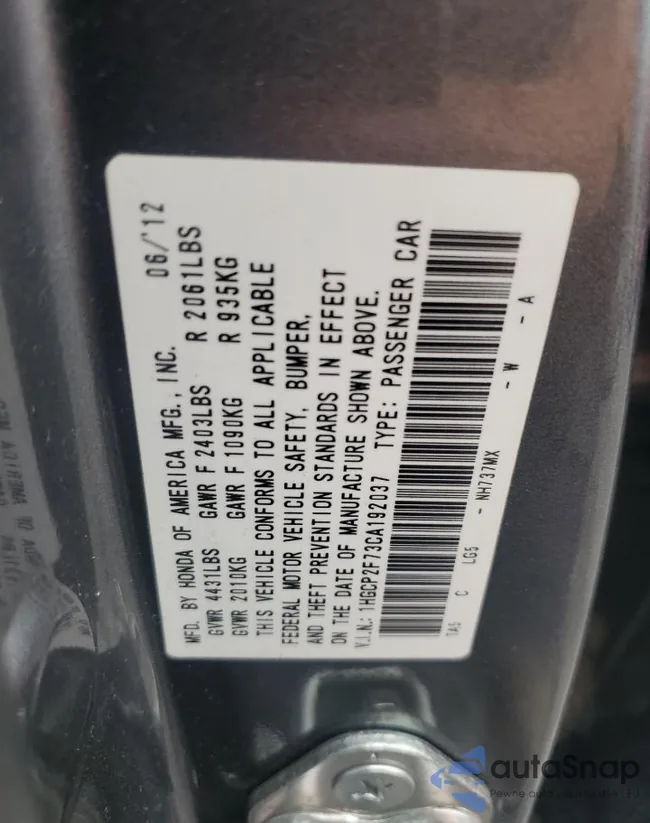 MFD. BY HONDA OF AMERICA MFG., INC. 06/'12
GVWR 4431LBS GAWR F 2403LBS R 2061LBS
GVWR 2010KG GAWR F 1090KG R 935KG
THIS VEHICLE CONFORMS TO ALL APPLICABLE
FEDERAL MOTOR VEHICLE SAFETY, BUMPER,
AND THEFT PREVENTION STANDARDS IN EFFECT
ON THE DATE OF MANUFACTURE SHOWN ABOVE.
V.I.N.: 1HGCP2F73CA192037 TYPE: PASSENGER CAR
TA5 C LG5 - NH737MX - W - A
autoSnap